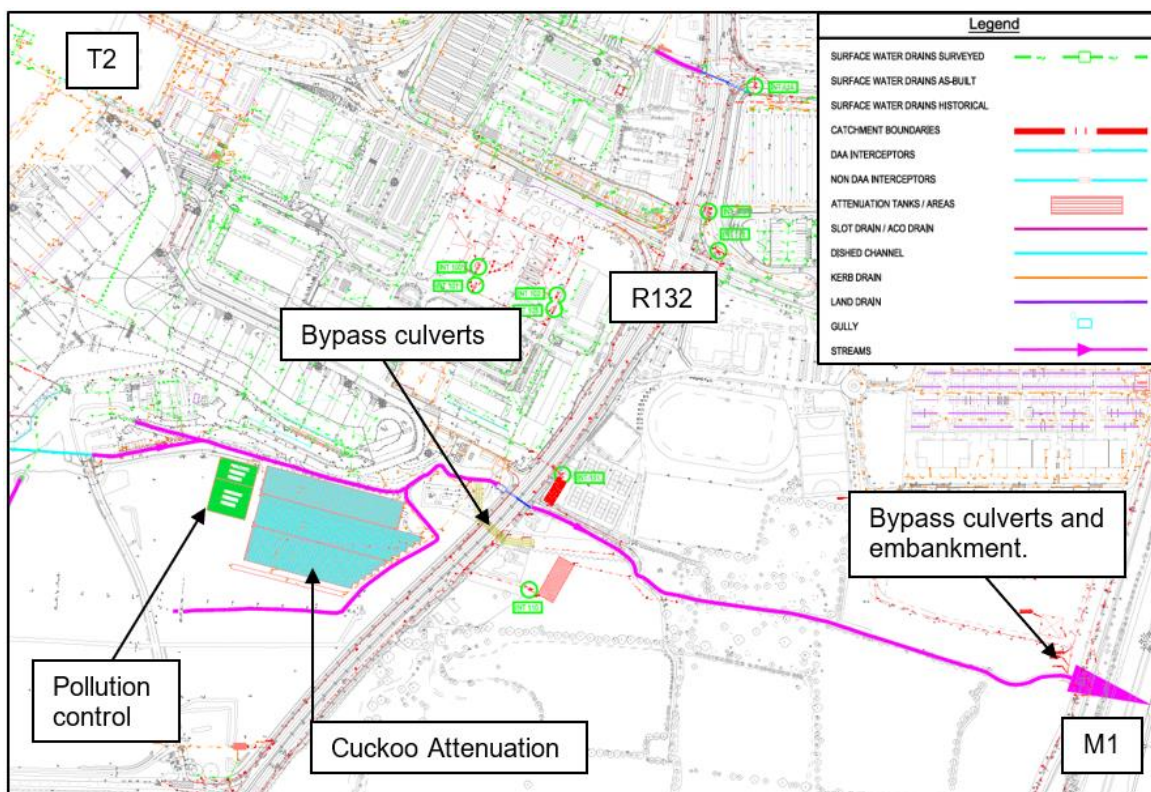 T2
Legend
SURFACE WATER DRAINS SURVEYED
SURFACE WATER DRAINS AS-BUILT
SURFACE WATER DRAINS HISTORICAL
CATCHMENT BOUNDARIES
DAA INTERCEPTORS
NON DAA INTERCEPTORS
ATTENUATION TANKS / AREAS
SLOT DRAIN / ACO DRAIN
DISHED CHANNEL
KERB DRAIN
LAND DRAIN
GULLY
STREAMS
R132
Bypass culverts
Bypass culverts and
embankment.
Pollution
control
Cuckoo Attenuation
M1